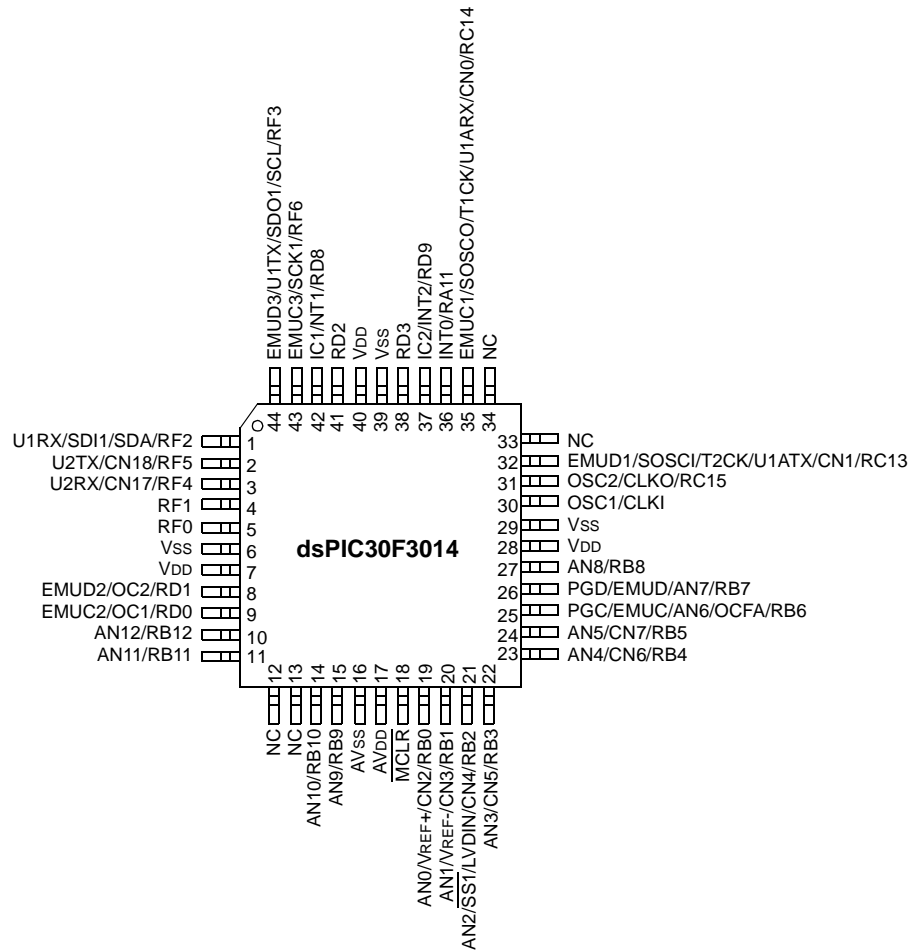 EMUD3/U1TX/SDO1/SCL/RF3
EMUC3/SCK1/RF6
IC1/INT1/RD8
RD2
VDD
VSS
RD3
IC2/INT2/RD9
INT0/RA11
EMUC1/SOSCO/T1CK/U1ARX/CN0/RC14
NC
44
43
42
41
40
39
38
37
36
35
34
U1RX/SDI1/SDA/RF2 1
U2TX/CN18/RF5 2
U2RX/CN17/RF4 3
RF1 4
RF0 5
VSS 6
VDD 7
EMUD2/OC2/RD1 8
EMUC2/OC1/RD0 9
AN12/RB12 10
AN11/RB11 11
dsPIC30F3014
33 NC
32 EMUD1/SOSCI/T2CK/U1ATX/CN1/RC13
31 OSC2/CLKO/RC15
30 OSC1/CLKI
29 VSS
28 VDD
27 AN8/RB8
26 PGD/EMUD/AN7/RB7
25 PGC/EMUC/AN6/OCFA/RB6
24 AN5/CN7/RB5
23 AN4/CN6/RB4
12
13
14
15
16
17
18
19
20
21
22
NC
NC
AN10/RB10
AN9/RB9
AVSS
AVDD
MCLR
AN0/VREF+/CN2/RB0
AN1/VREF-/CN3/RB1
AN2/SS1/LVDIN/CN4/RB2
AN3/CN5/RB3